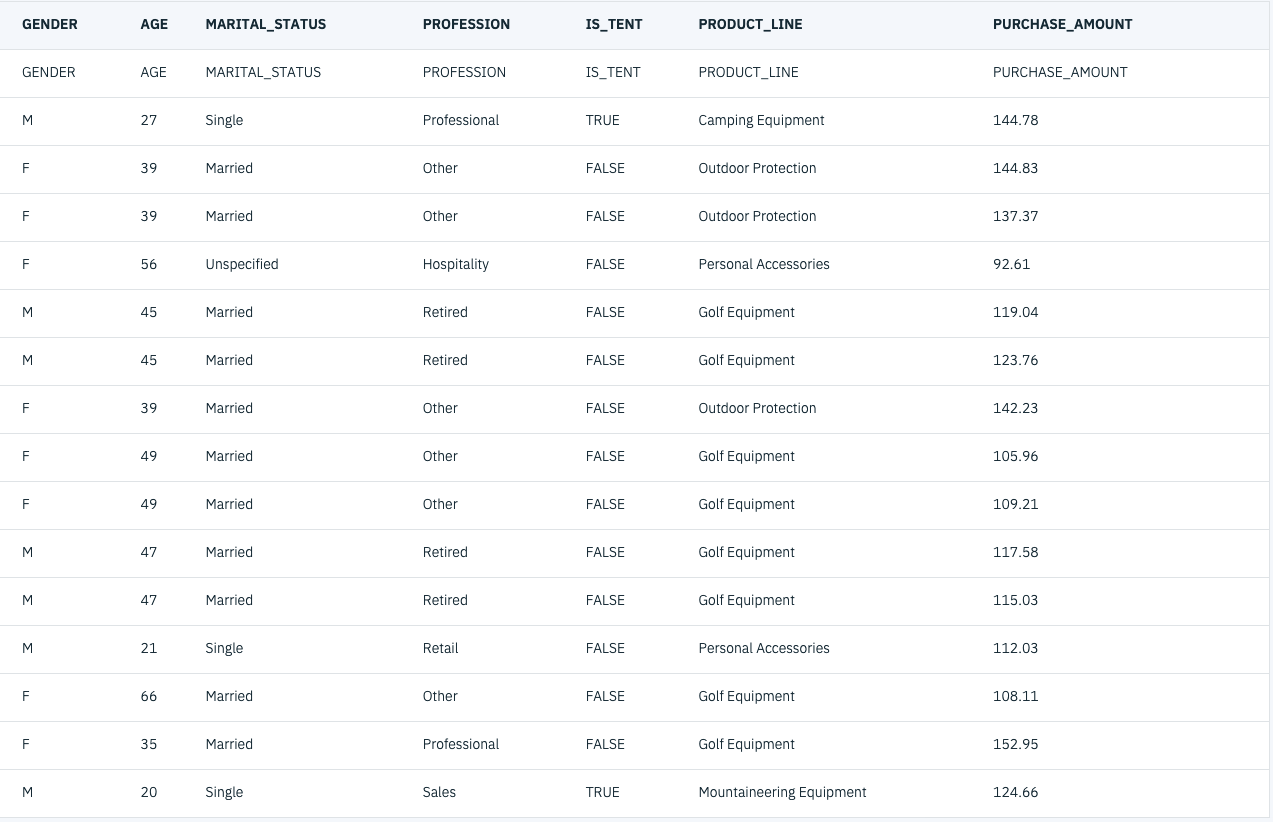 GENDER AGE MARITAL_STATUS PROFESSION IS_TENT PRODUCT_LINE PURCHASE_AMOUNT
GENDER AGE MARITAL_STATUS PROFESSION IS_TENT PRODUCT_LINE PURCHASE_AMOUNT
M 27 Single Professional TRUE Camping Equipment 144.78
F 39 Married Other FALSE Outdoor Protection 144.83
F 39 Married Other FALSE Outdoor Protection 137.37
F 56 Unspecified Hospitality FALSE Personal Accessories 92.61
M 45 Married Retired FALSE Golf Equipment 119.04
M 45 Married Retired FALSE Golf Equipment 123.76
F 39 Married Other FALSE Outdoor Protection 142.23
F 49 Married Other FALSE Golf Equipment 105.96
F 49 Married Other FALSE Golf Equipment 109.21
M 47 Married Retired FALSE Golf Equipment 117.58
M 47 Married Retired FALSE Golf Equipment 115.03
M 21 Single Retail FALSE Personal Accessories 112.03
F 66 Married Other FALSE Golf Equipment 108.11
F 35 Married Professional FALSE Golf Equipment 152.95
M 20 Single Sales TRUE Mountaineering Equipment 124.66